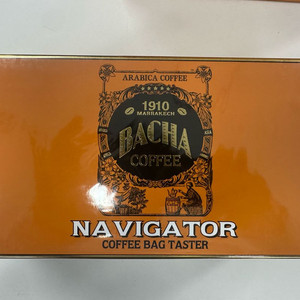 ARABICA COFFEE
1910
MARRAKECH
BACHA
COFFEE
NAVIGATOR
COFFEE BAG TASTER